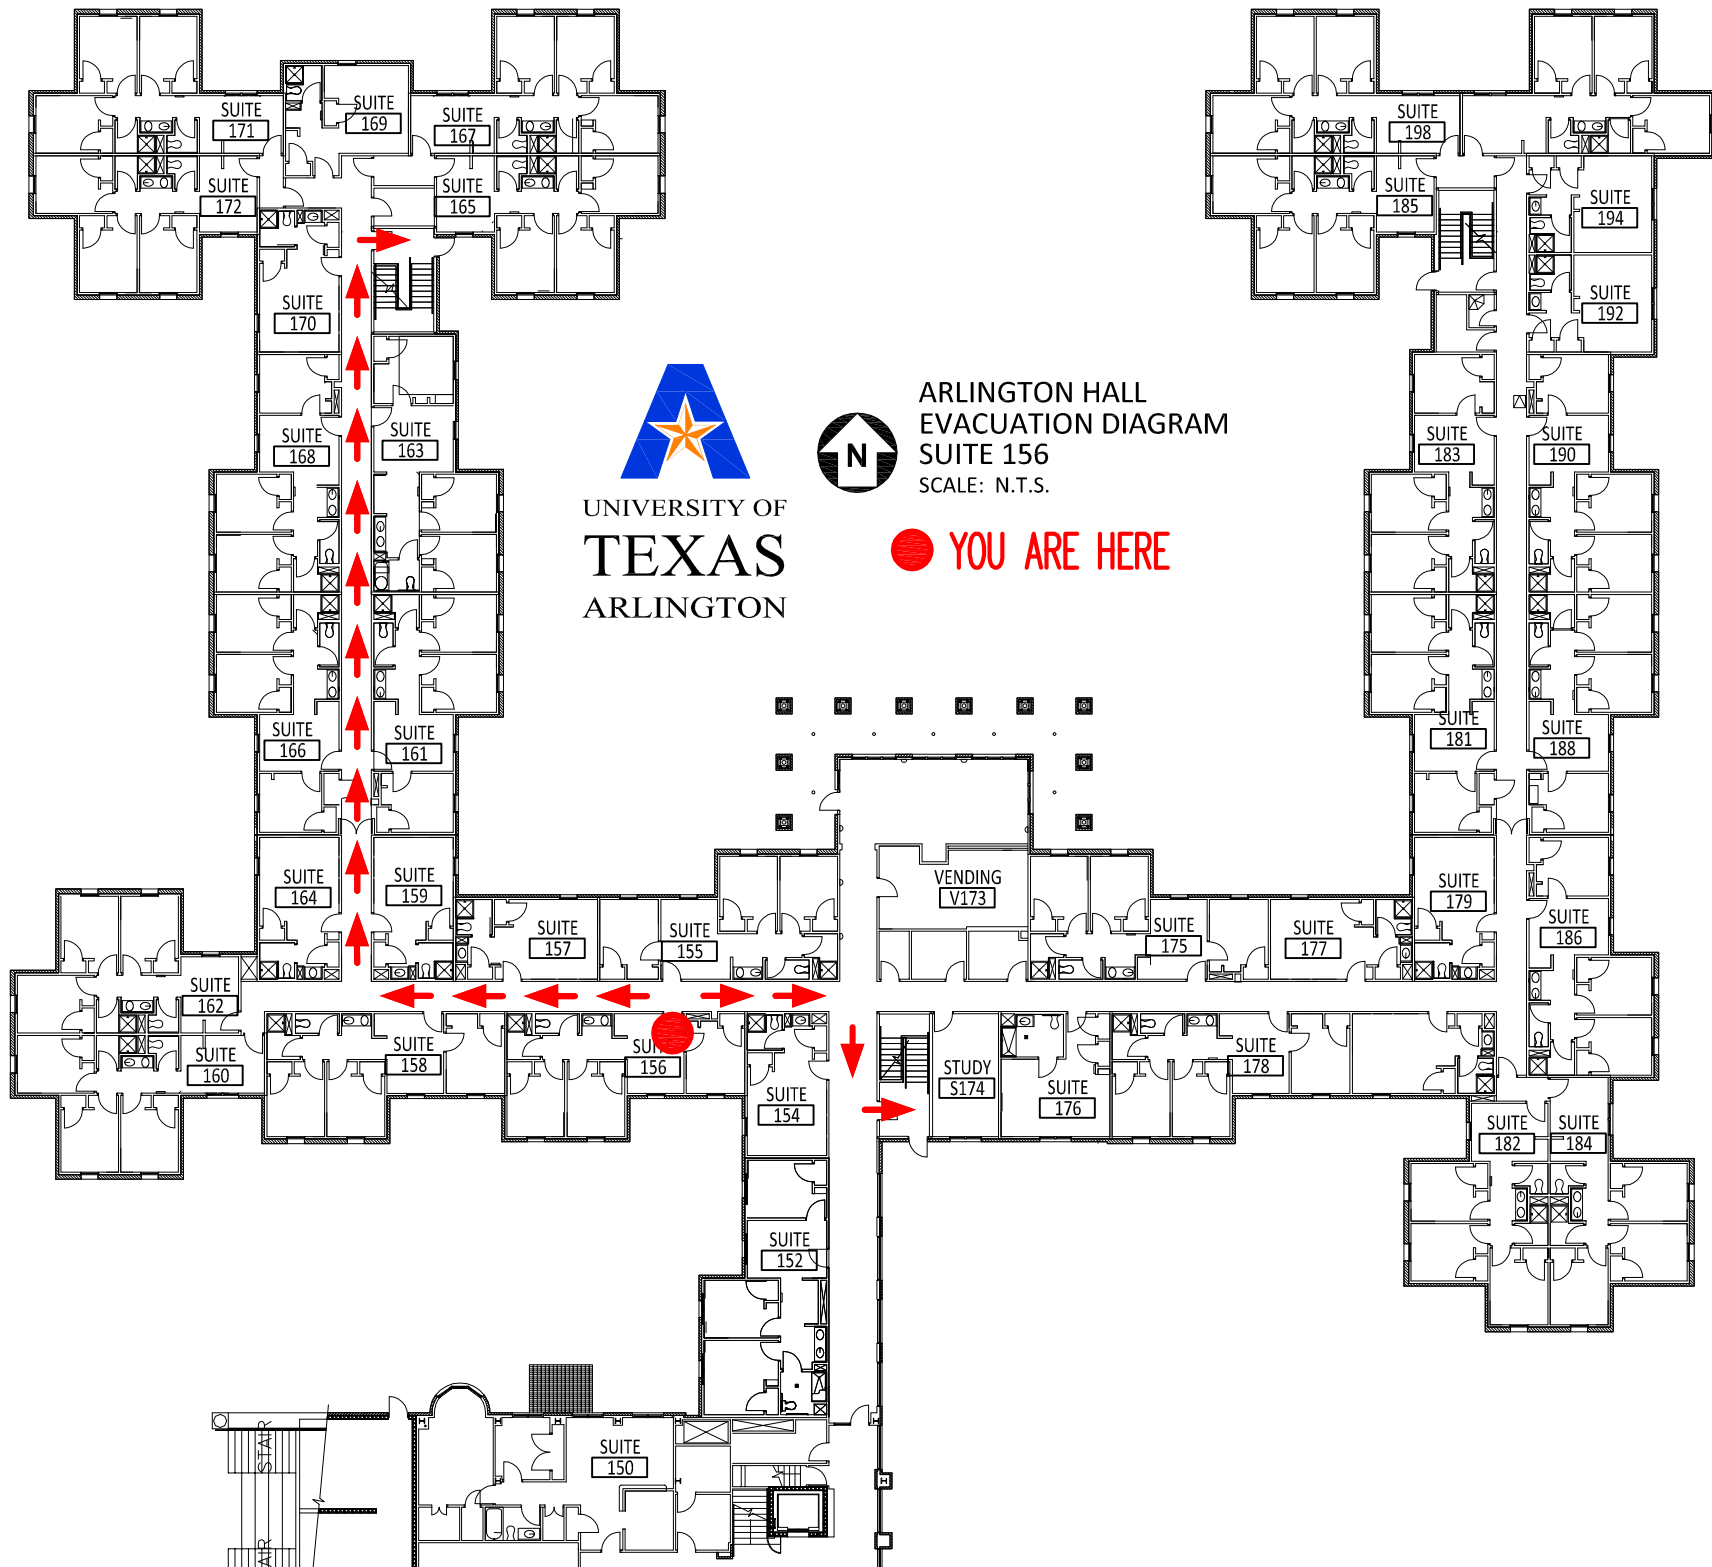 SUITE
171
SUITE
169
SUITE
167
SUITE
172
SUITE
165
SUITE
170
SUITE
168
SUITE
163
SUITE
166
SUITE
161
SUITE
164
SUITE
159
SUITE
157
SUITE
155
SUITE
162
SUITE
160
SUITE
158
SUITE
156
SUITE
154
SUITE
152
SUITE
150
STAIR
AIR
UNIVERSITY OF
TEXAS
ARLINGTON
N
ARLINGTON HALL
EVACUATION DIAGRAM
SUITE 156
SCALE: N.T.S.
YOU ARE HERE
VENDING
V173
STUDY
S174
SUITE
175
SUITE
177
SUITE
176
SUITE
178
SUITE
198
SUITE
185
SUITE
194
SUITE
192
SUITE
183
SUITE
190
SUITE
181
SUITE
188
SUITE
179
SUITE
186
SUITE
182
SUITE
184